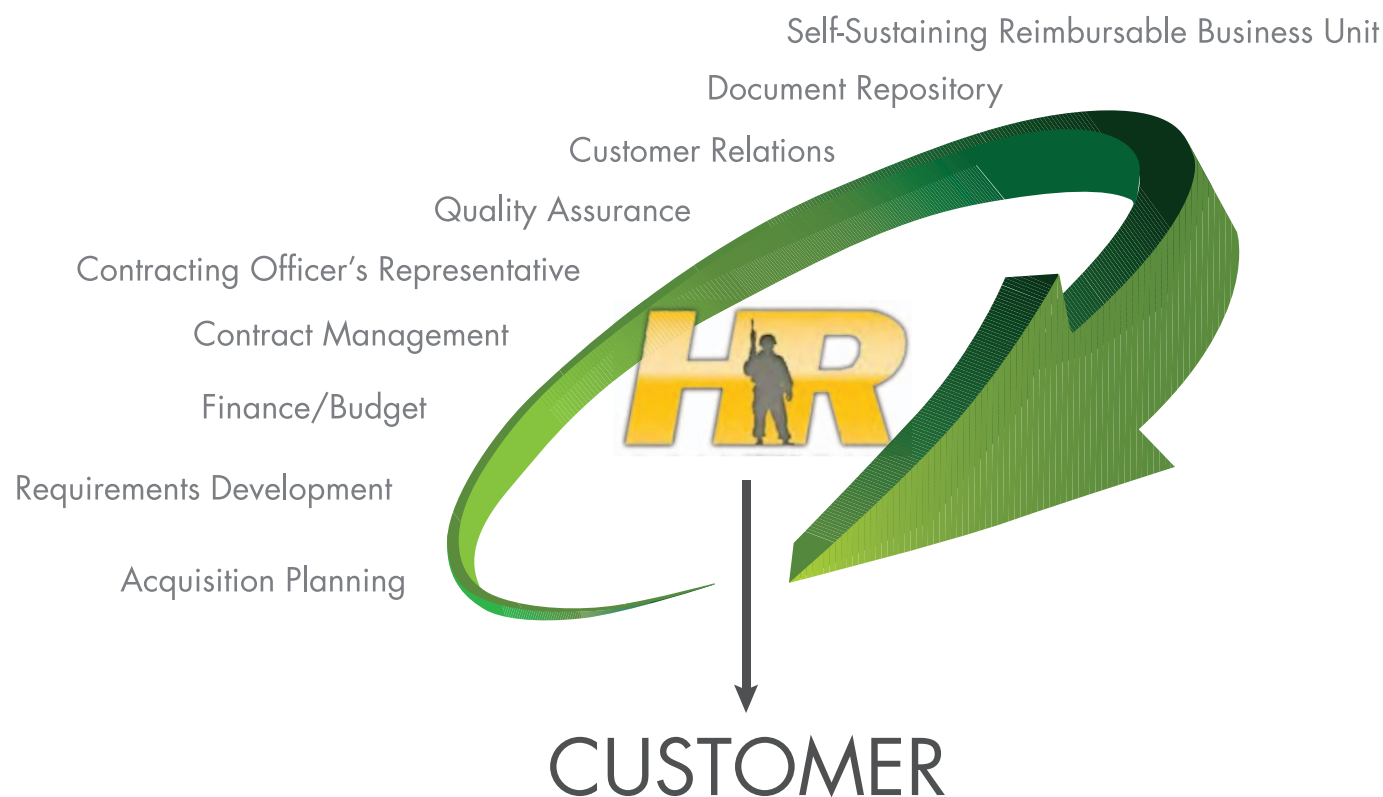 Self-Sustaining Reimbursable Business Unit
Document Repository
Customer Relations
Quality Assurance
Contracting Officer’s Representative
Contract Management
Finance/Budget
Requirements Development
Acquisition Planning
HR
CUSTOMER